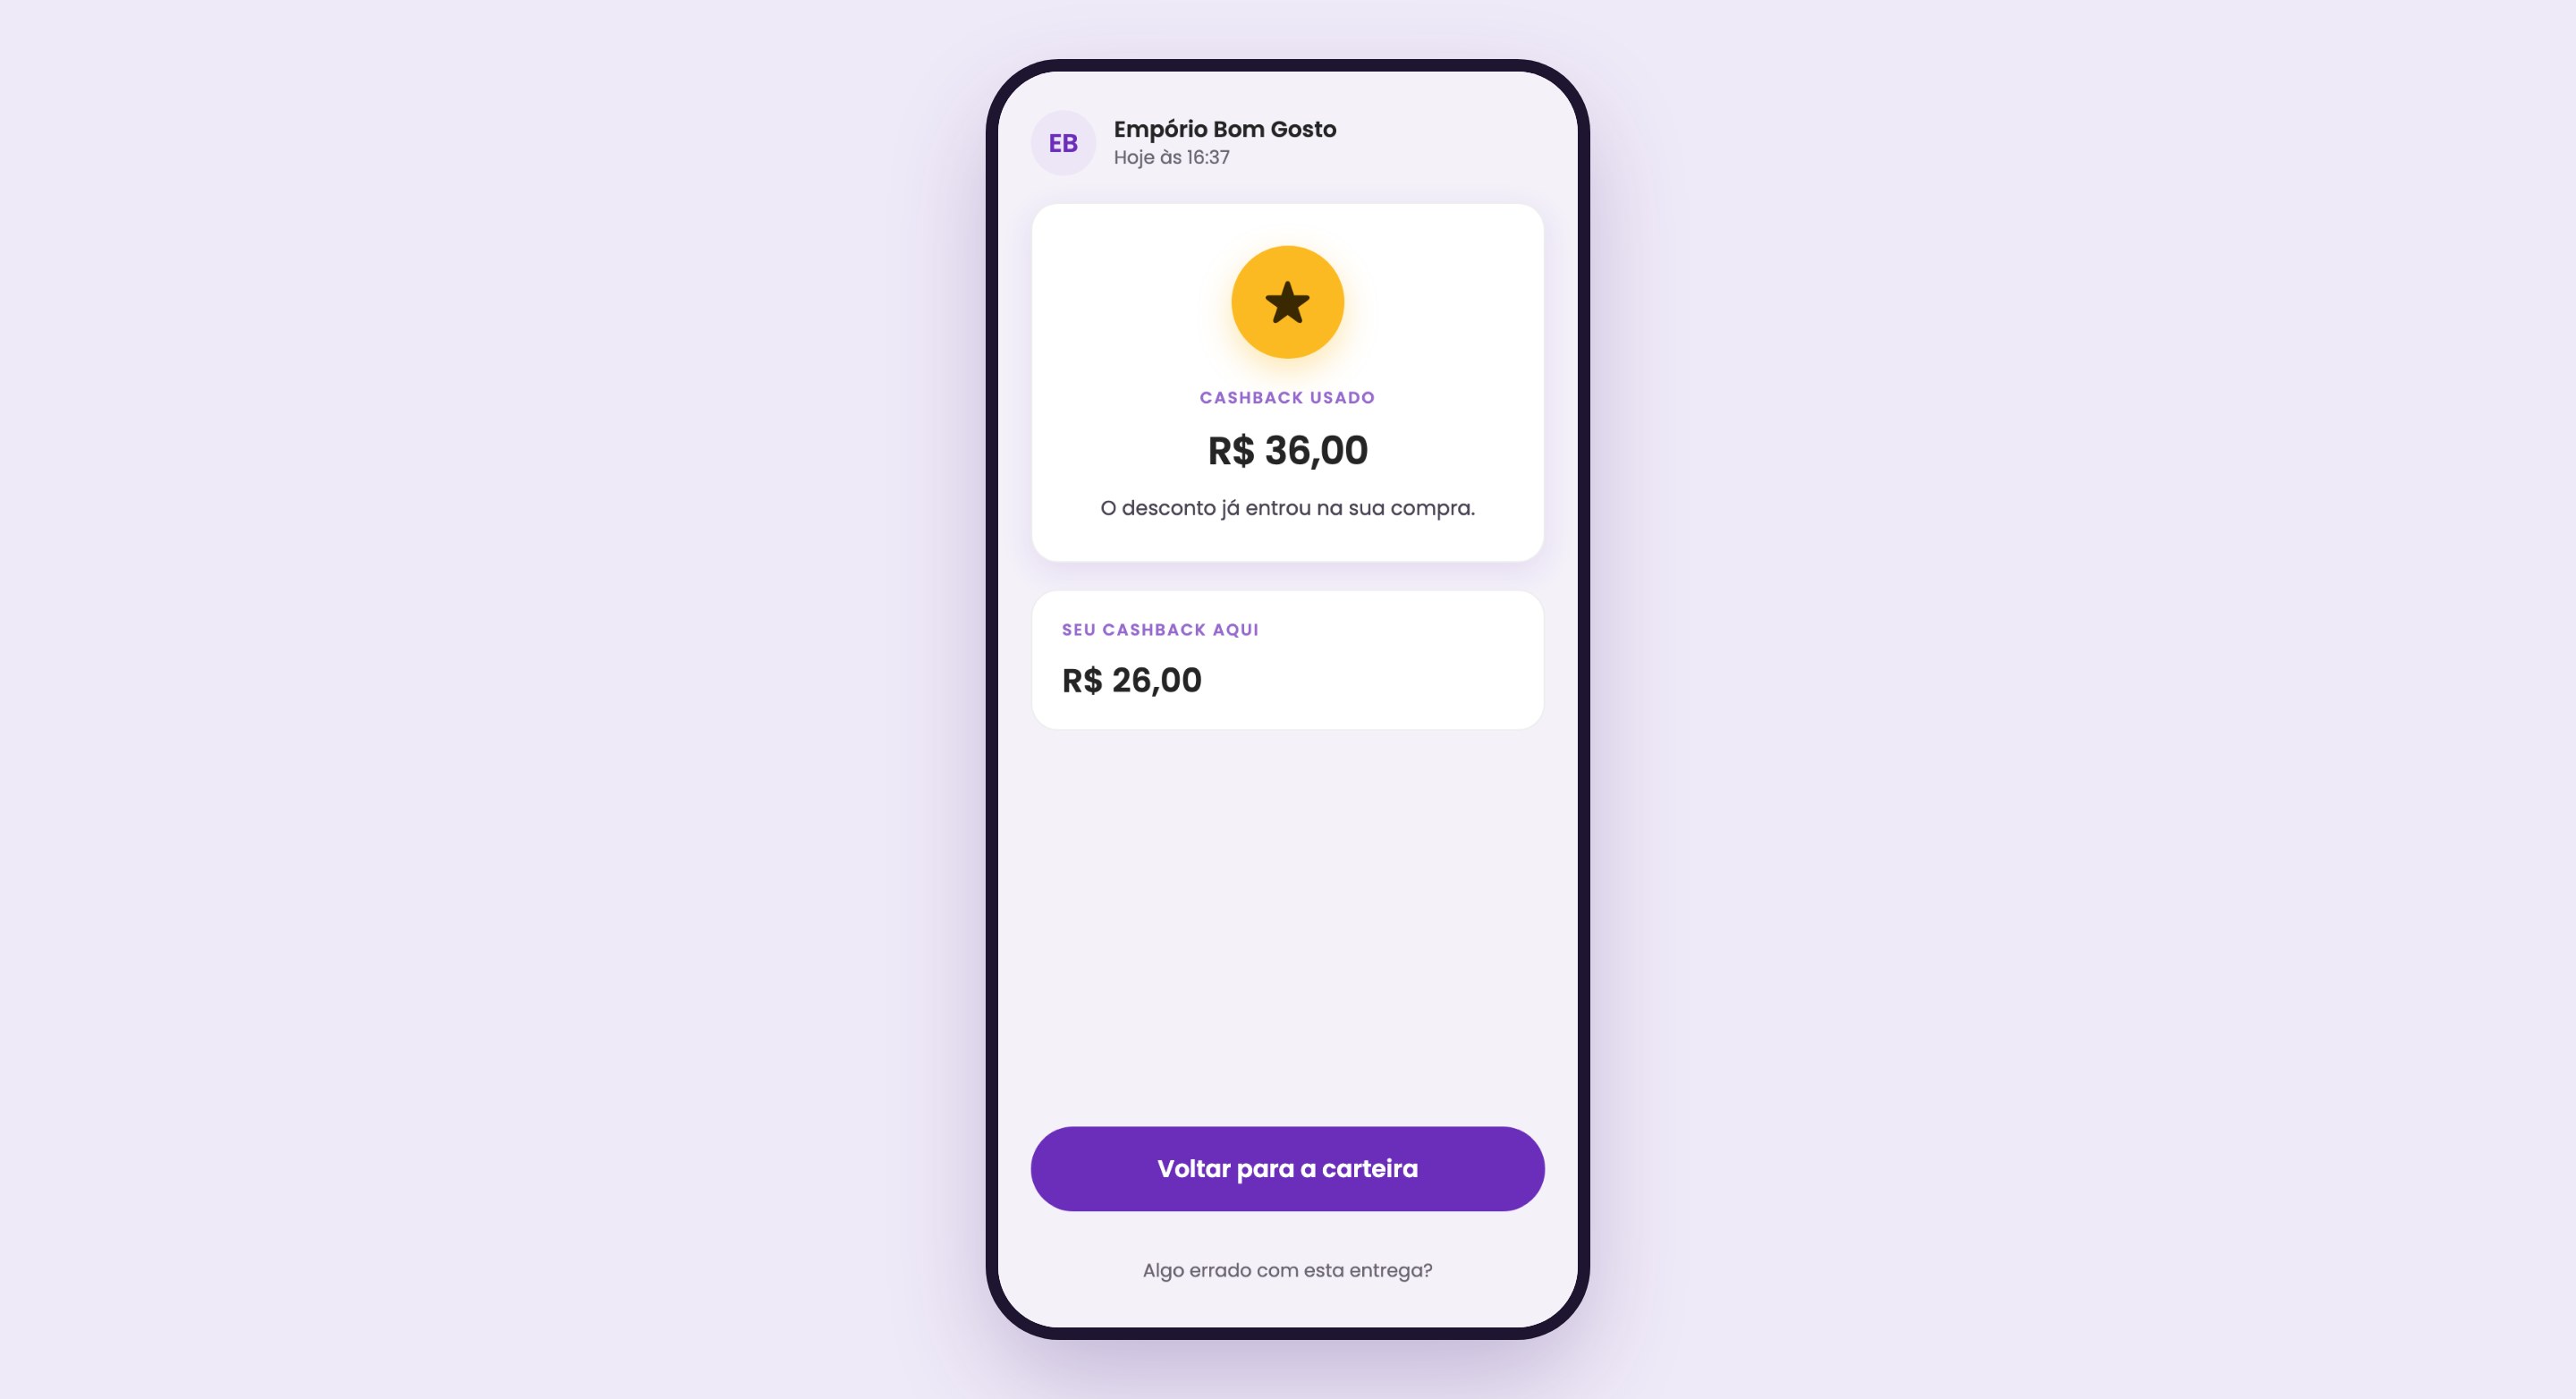 EB
Empório Bom Gosto
Hoje às 16:37
CASHBACK USADO
R$ 36,00
O desconto já entrou na sua compra.
SEU CASHBACK AQUI
R$ 26,00
Voltar para a carteira
Algo errado com esta entrega?